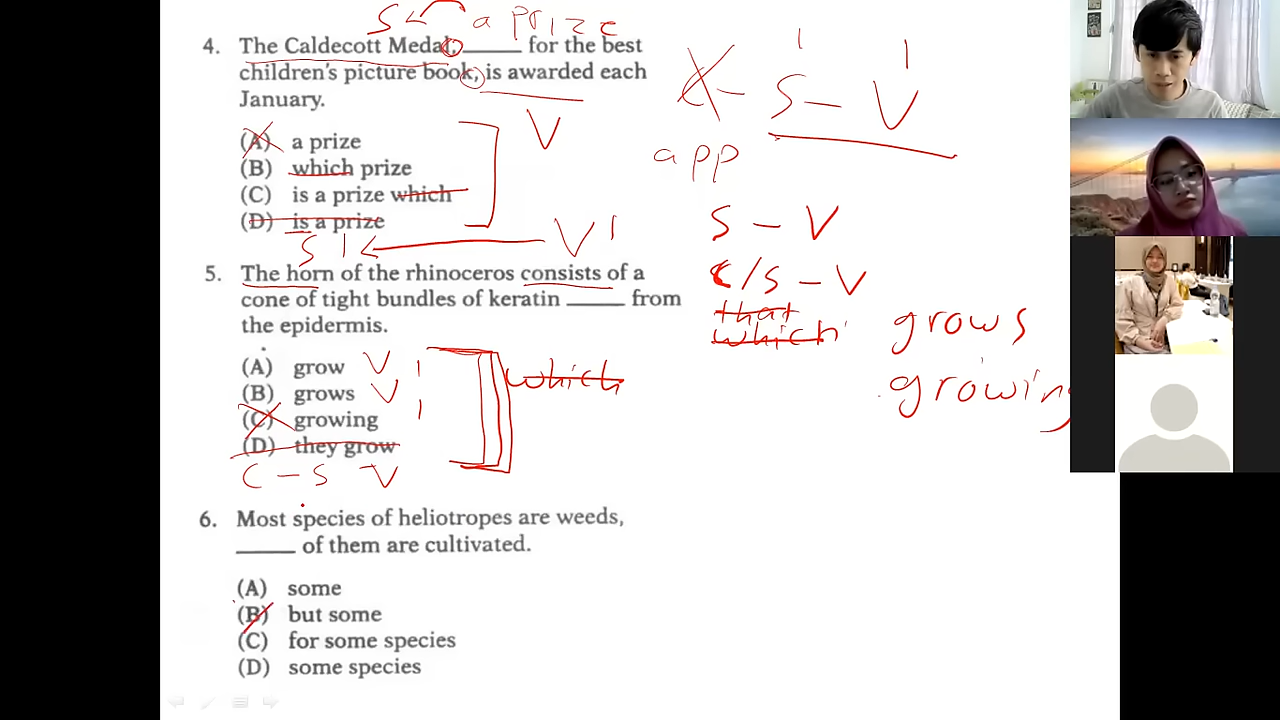 S a prize
4. The Caldecott Medal, _____ for the best
children's picture book, is awarded each
January.
V
(A) a prize
(B) which prize
(C) is a prize which
(D) is a prize
S V
app
S - V
C/S - V
that
which
grows
growing
S V
5. The horn of the rhinoceros consists of a
cone of tight bundles of keratin _____ from
the epidermis.
(A) grow V
(B) grows V
(C) growing
(D) they grow
C - S V
which
6. Most species of heliotropes are weeds,
_____ of them are cultivated.
(A) some
(B) but some
(C) for some species
(D) some species